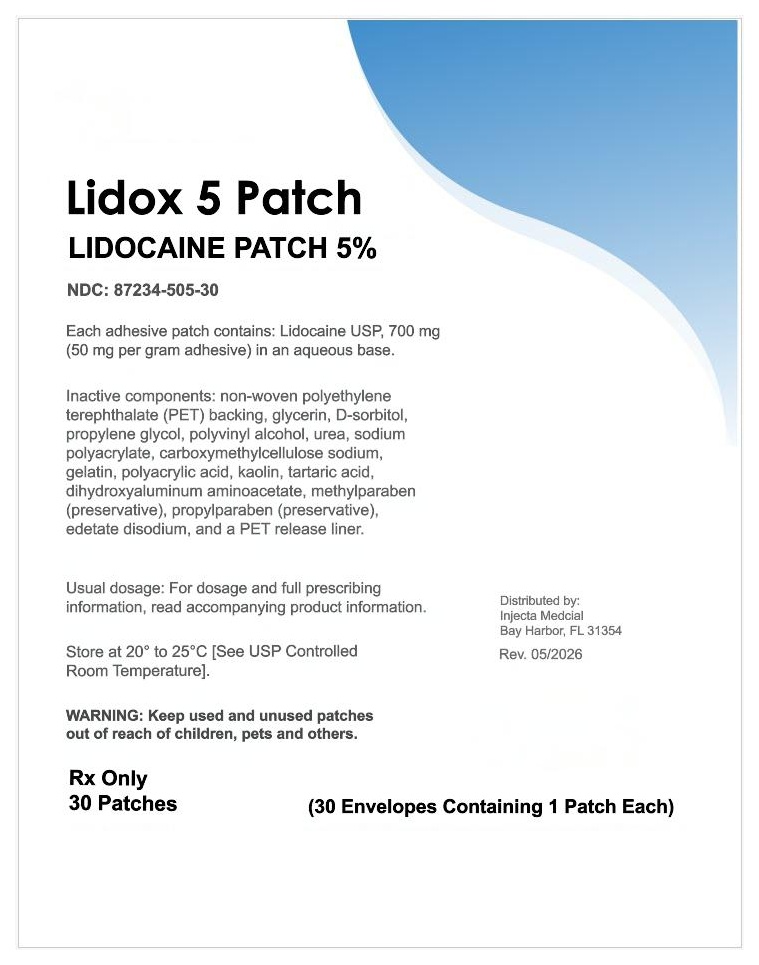 Lidox 5 Patch
LIDOCAINE PATCH 5%
NDC: 87234-505-30
Each adhesive patch contains: Lidocaine USP, 700 mg
(50 mg per gram adhesive) in an aqueous base.
Inactive components: non-woven polyethylene
terephthalate (PET) backing, glycerin, D-sorbitol,
propylene glycol, polyvinyl alcohol, urea, sodium
polyacrylate, carboxymethylcellulose sodium,
gelatin, polyacrylic acid, kaolin, tartaric acid,
dihydroxyaluminum aminoacetate, methylparaben
(preservative), propylparaben (preservative),
edetate disodium, and a PET release liner.
Usual dosage: For dosage and full prescribing
information, read accompanying product information.
Store at 20° to 25°C [See USP Controlled
Room Temperature].
WARNING: Keep used and unused patches
out of reach of children, pets and others.
Distributed by:
Injecta Medcial
Bay Harbor, FL 31354
Rev. 05/2026
Rx Only
30 Patches
(30 Envelopes Containing 1 Patch Each)